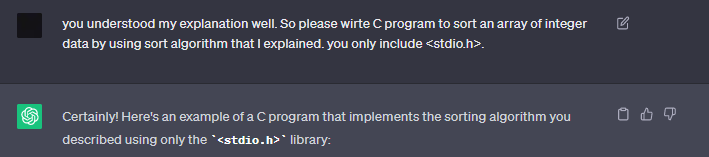 you understood my explanation well. So please wirte C program to sort an array of integer
data by using sort algorithm that I explained. you only include <stdio.h>.
Certainly! Here's an example of a C program that implements the sorting algorithm you
described using only the `<stdio.h>` library: